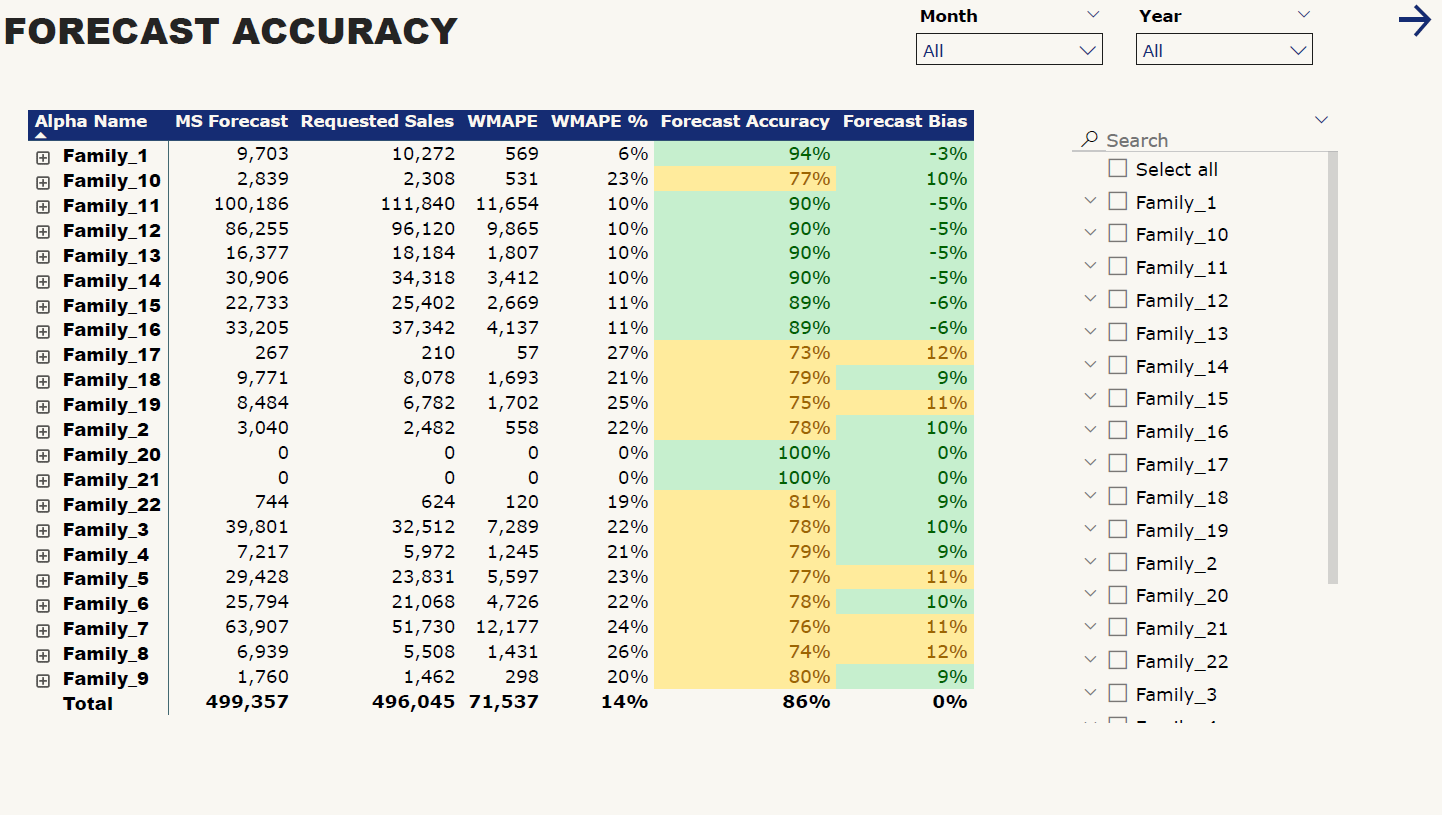 FORECAST ACCURACY
Month
Year
All
All
Alpha Name MS Forecast Requested Sales WMAPE WMAPE % Forecast Accuracy Forecast Bias
Family_1 9,703 10,272 569 6% 94% -3%
Family_10 2,839 2,308 531 23% 77% 10%
Family_11 100,186 111,840 11,654 10% 90% -5%
Family_12 86,255 96,120 9,865 10% 90% -5%
Family_13 16,377 18,184 1,807 10% 90% -5%
Family_14 30,906 34,318 3,412 10% 90% -5%
Family_15 22,733 25,402 2,669 11% 89% -6%
Family_16 33,205 37,342 4,137 11% 89% -6%
Family_17 267 210 57 27% 73% 12%
Family_18 9,771 8,078 1,693 21% 79% 9%
Family_19 8,484 6,782 1,702 25% 75% 11%
Family_2 3,040 2,482 558 22% 78% 10%
Family_20 0 0 0 0% 100% 0%
Family_21 0 0 0 0% 100% 0%
Family_22 744 624 120 19% 81% 9%
Family_3 39,801 32,512 7,289 22% 78% 10%
Family_4 7,217 5,972 1,245 21% 79% 9%
Family_5 29,428 23,831 5,597 23% 77% 11%
Family_6 25,794 21,068 4,726 22% 78% 10%
Family_7 63,907 51,730 12,177 24% 76% 11%
Family_8 6,939 5,508 1,431 26% 74% 12%
Family_9 1,760 1,462 298 20% 80% 9%
Total 499,357 496,045 71,537 14% 86% 0%
Search
Select all
Family_1
Family_10
Family_11
Family_12
Family_13
Family_14
Family_15
Family_16
Family_17
Family_18
Family_19
Family_2
Family_20
Family_21
Family_22
Family_3